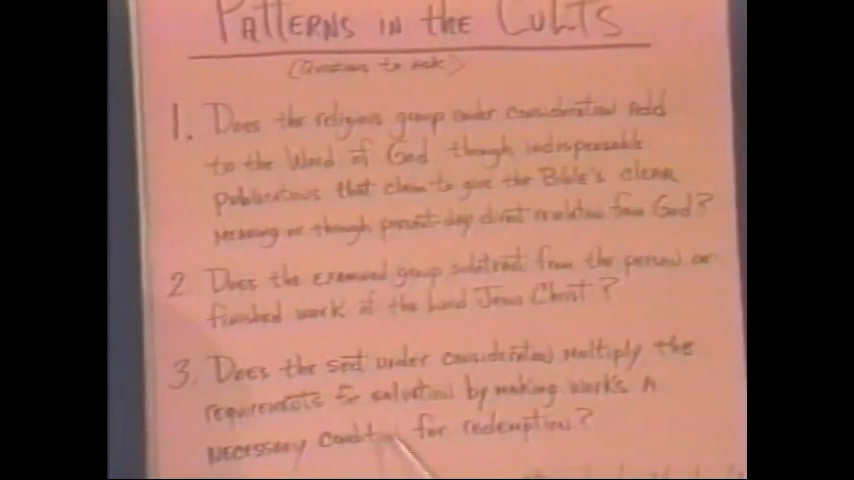 PATTERNS IN the CULTS
(Questions to Ask)
1. Does the religious group under consideration Add
to the Word of God though indispensable
publications that claim to give the Bible's clear
meaning or through present-day direct revelation from God?
2 Does the examined group subtract from the person or
finished work of the Lord Jesus Christ?
3. Does the sect under consideration multiply the
requirements for salvation by making works A
NECESSARY condition for redemption?